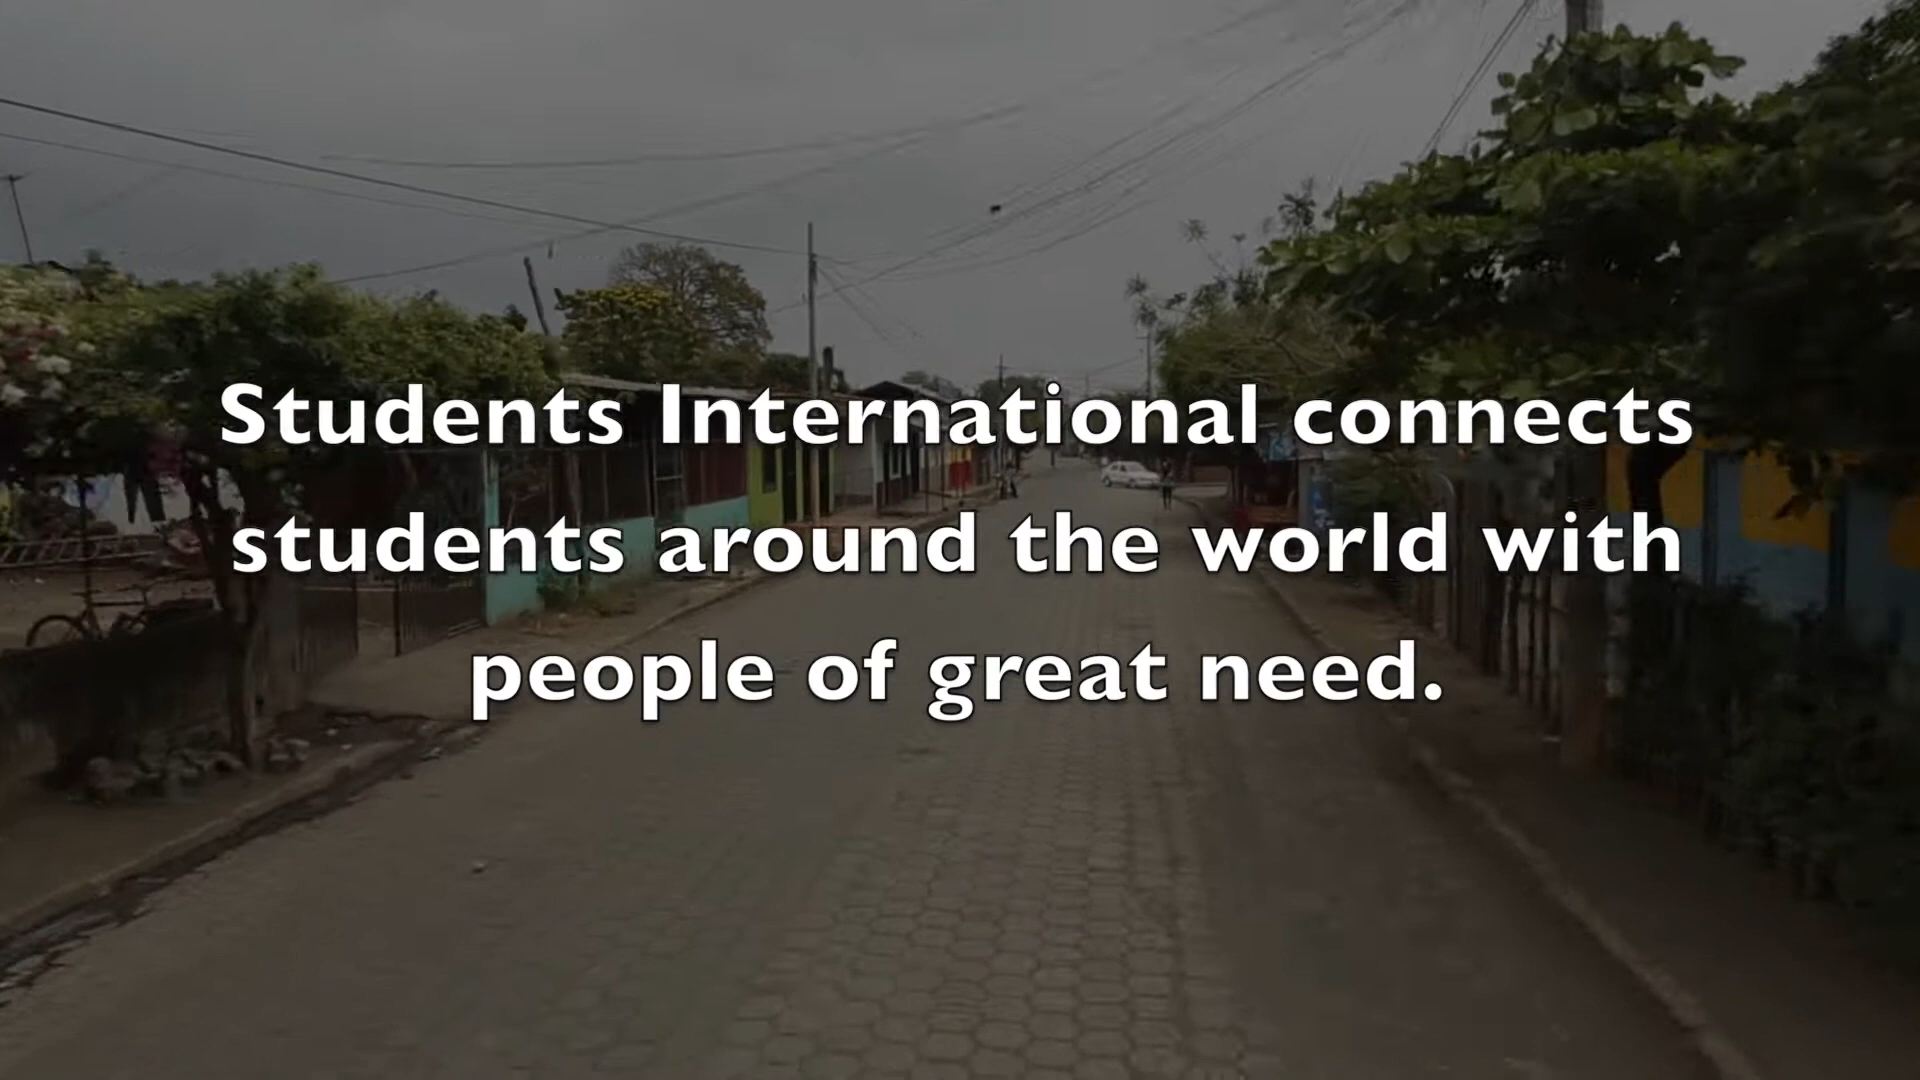 Students International connects
students around the world with
people of great need.